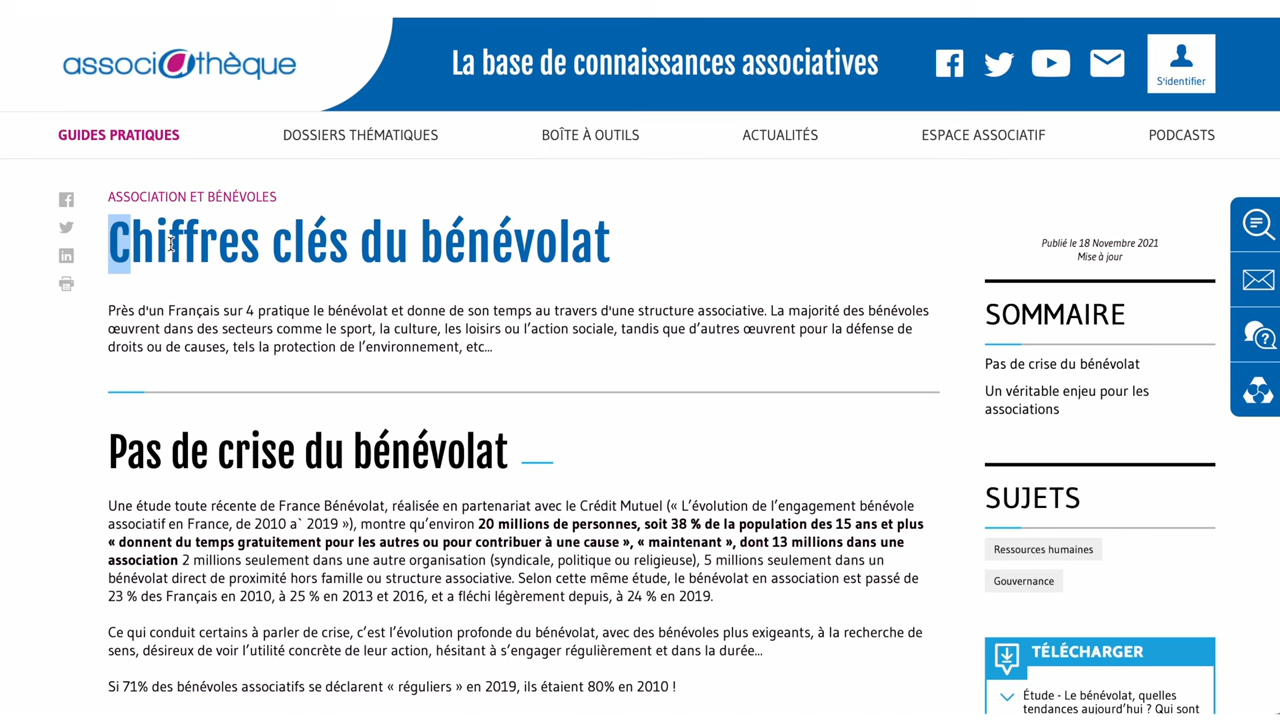 associathèque
La base de connaissances associatives
S'identifier
GUIDES PRATIQUES
DOSSIERS THÉMATIQUES
BOÎTE À OUTILS
ACTUALITÉS
ESPACE ASSOCIATIF
PODCASTS
ASSOCIATION ET BÉNÉVOLES
Chiffres clés du bénévolat
Publié le 18 Novembre 2021
Mise à jour
Près d'un Français sur 4 pratique le bénévolat et donne de son temps au travers d'une structure associative. La majorité des bénévoles
œuvrent dans des secteurs comme le sport, la culture, les loisirs ou l’action sociale, tandis que d’autres œuvrent pour la défense de
droits ou de causes, tels la protection de l’environnement, etc...
Pas de crise du bénévolat
Une étude toute récente de France Bénévolat, réalisée en partenariat avec le Crédit Mutuel (« L’évolution de l’engagement bénévole
associatif en France, de 2010 a` 2019 »), montre qu’environ 20 millions de personnes, soit 38 % de la population des 15 ans et plus
« donnent du temps gratuitement pour les autres ou pour contribuer à une cause », « maintenant », dont 13 millions dans une
association 2 millions seulement dans une autre organisation (syndicale, politique ou religieuse), 5 millions seulement dans un
bénévolat direct de proximité hors famille ou structure associative. Selon cette même étude, le bénévolat en association est passé de
23 % des Français en 2010, à 25 % en 2013 et 2016, et a fléchi légèrement depuis, à 24 % en 2019.
Ce qui conduit certains à parler de crise, c’est l’évolution profonde du bénévolat, avec des bénévoles plus exigeants, à la recherche de
sens, désireux de voir l’utilité concrète de leur action, hésitant à s’engager régulièrement et dans la durée...
Si 71% des bénévoles associatifs se déclarent « réguliers » en 2019, ils étaient 80% en 2010 !
SOMMAIRE
Pas de crise du bénévolat
Un véritable enjeu pour les
associations
SUJETS
Ressources humaines
Gouvernance
TÉLÉCHARGER
Étude - Le bénévolat, quelles
tendances aujourd’hui ? Qui sont